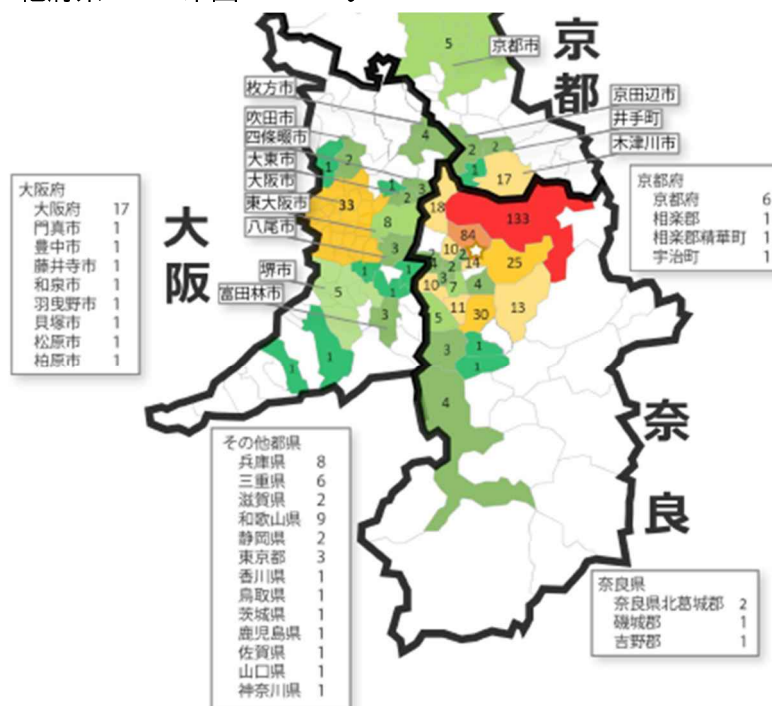 5
京都市
京都
枚方市
吹田市
四條畷市
大東市
大阪市
東大阪市
八尾市
堺市
富田林市
京田辺市
井手町
木津川市
4
2
2
1
2
1
17
1
3
2
18
133
33
8
84
3
10
2
14
25
2
1
1
1
3
10
7
4
13
5
11
30
5
3
3
1
1
1
1
4
大阪
奈良
大阪府
大阪府 17
門真市 1
豊中市 1
藤井寺市 1
和泉市 1
羽曳野市 1
貝塚市 1
松原市 1
柏原市 1
京都府
京都府 6
相楽郡 1
相楽郡精華町 1
宇治町 1
その他都県
兵庫県 8
三重県 6
滋賀県 2
和歌山県 9
静岡県 2
東京都 3
香川県 1
鳥取県 1
茨城県 1
鹿児島県 1
佐賀県 1
山口県 1
神奈川県 1
奈良県
奈良県北葛城郡 2
磯城郡 1
吉野郡 1